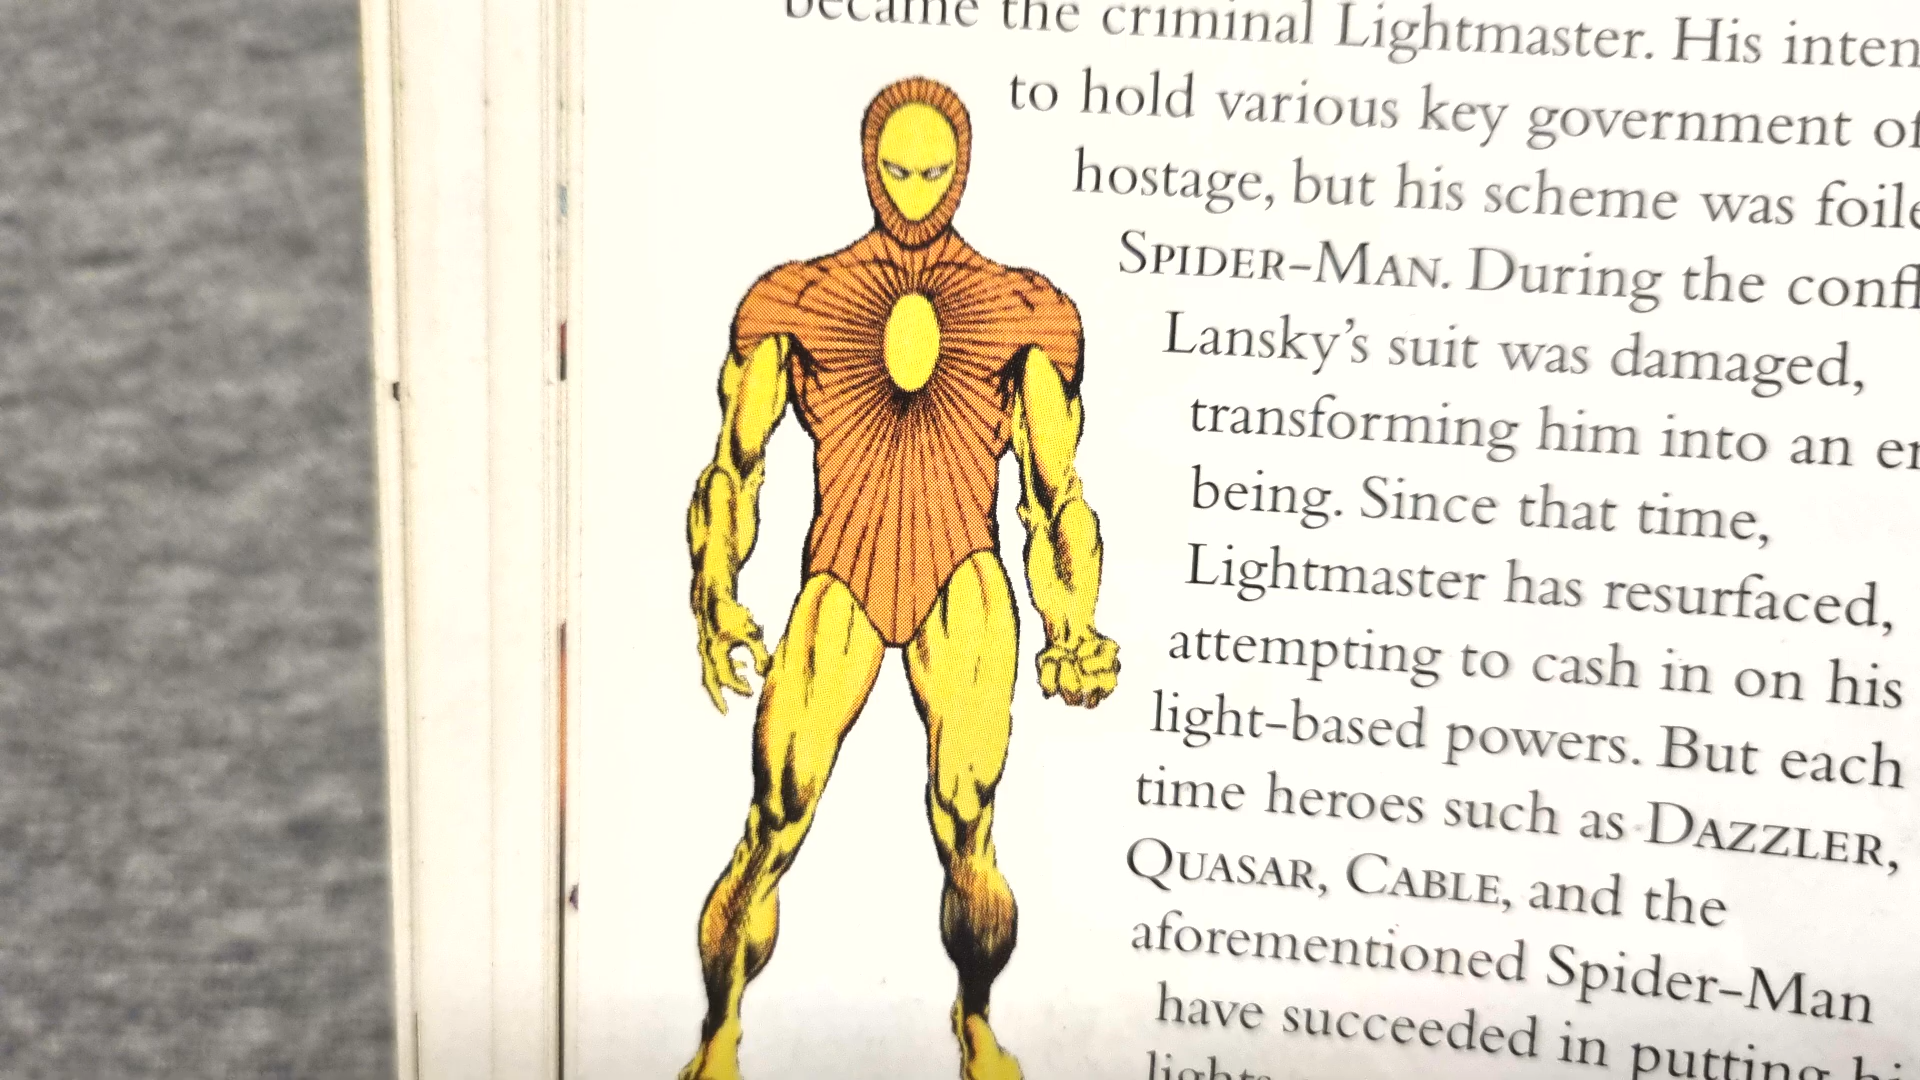 became the criminal Lightmaster. His inten
to hold various key government of
hostage, but his scheme was foile
SPIDER-MAN. During the confl
Lansky's suit was damaged,
transforming him into an en
being. Since that time,
Lightmaster has resurfaced,
attempting to cash in on his
light-based powers. But each
time heroes such as DAZZLER,
QUASAR, CABLE, and the
aforementioned Spider-Man
have succeeded in putting hi
lights